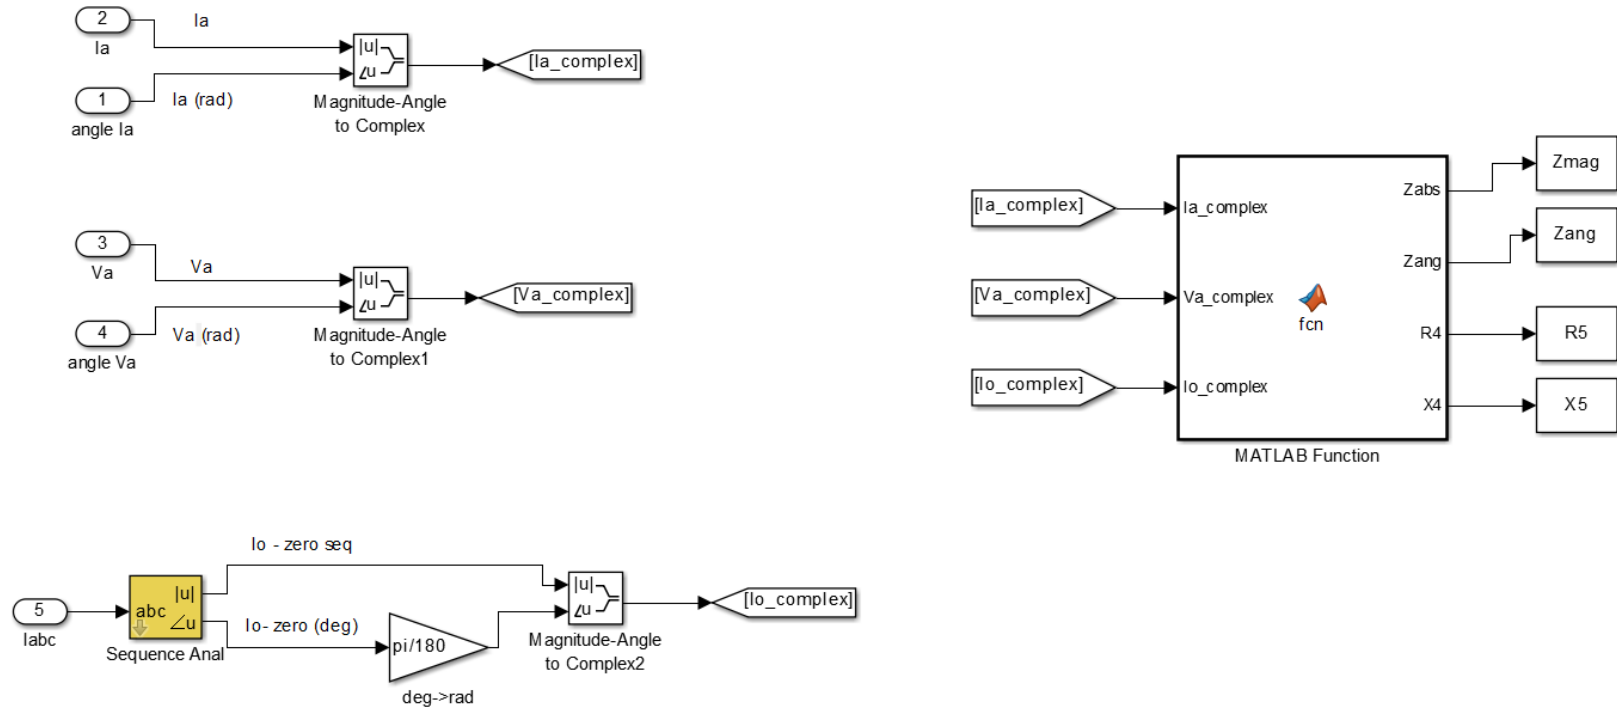 2
Ia
Ia
|u|
∠u
1
Ia (rad)
angle Ia
Magnitude-Angle
to Complex
[Ia_complex]
3
Va
Va
|u|
∠u
4
Va (rad)
angle Va
Magnitude-Angle
to Complex1
[Va_complex]
5
Iabc
abc
|u|
∠u
Sequence Anal
Io - zero seq
Io- zero (deg)
pi/180
deg->rad
|u|
∠u
Magnitude-Angle
to Complex2
[Io_complex]
[Ia_complex]
[Va_complex]
[Io_complex]
Ia_complex
Va_complex
Io_complex
fcn
Zabs
Zang
R4
X4
MATLAB Function
Zmag
Zang
R5
X5